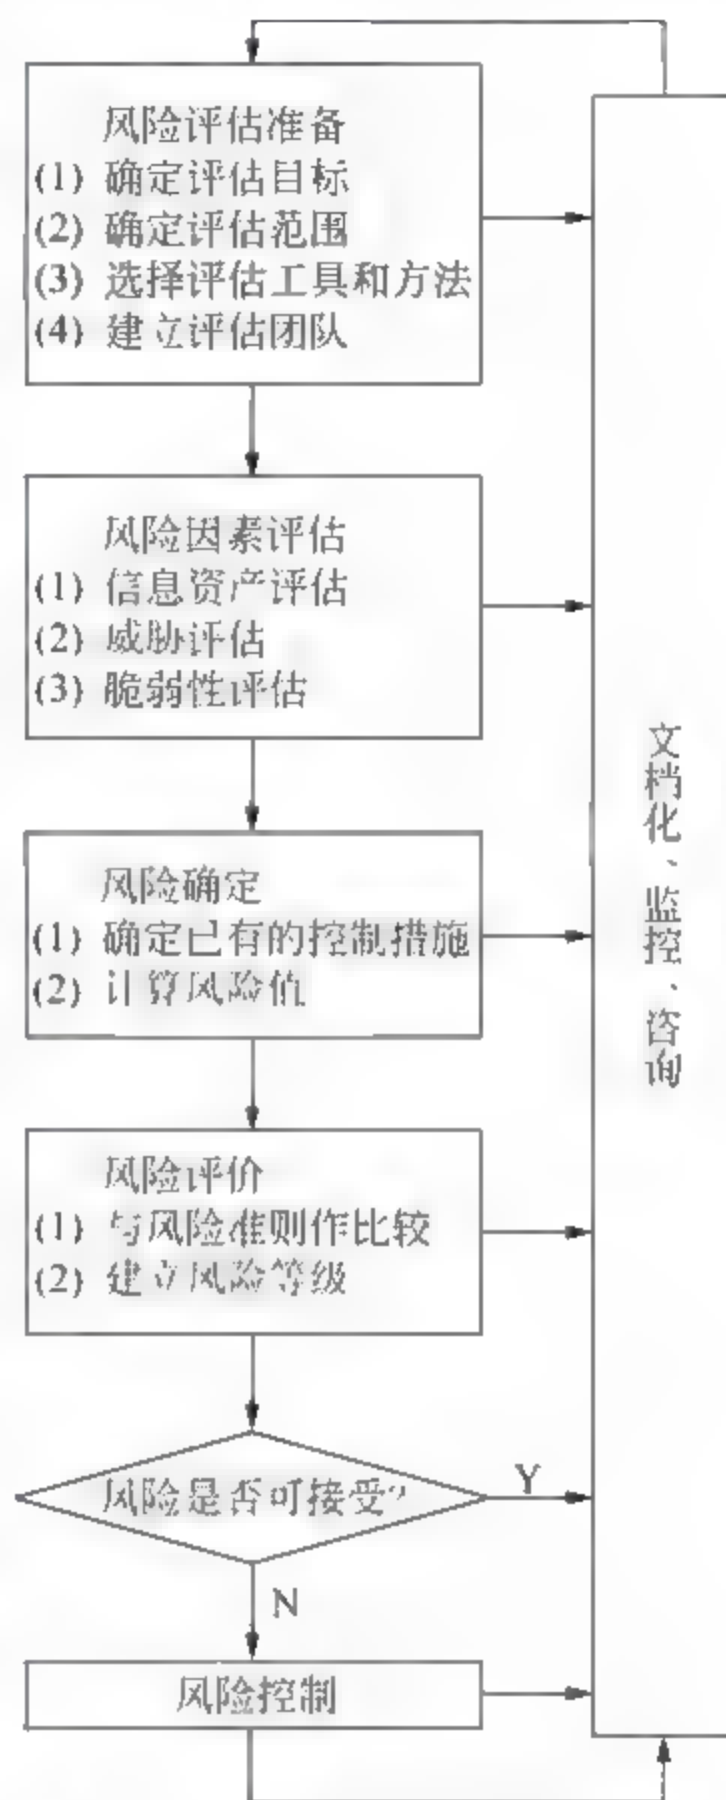 风险评估准备
(1) 确定评估目标
(2) 确定评估范围
(3) 选择评估工具和方法
(4) 建立评估团队
风险因素评估
(1) 信息资产评估
(2) 威胁评估
(3) 脆弱性评估
风险确定
(1) 确定已有的控制措施
(2) 计算风险值
风险评价
(1) 与风险准则作比较
(2) 建立风险等级
风险是否可接受?
Y
N
风险控制
文档化、监控、咨询